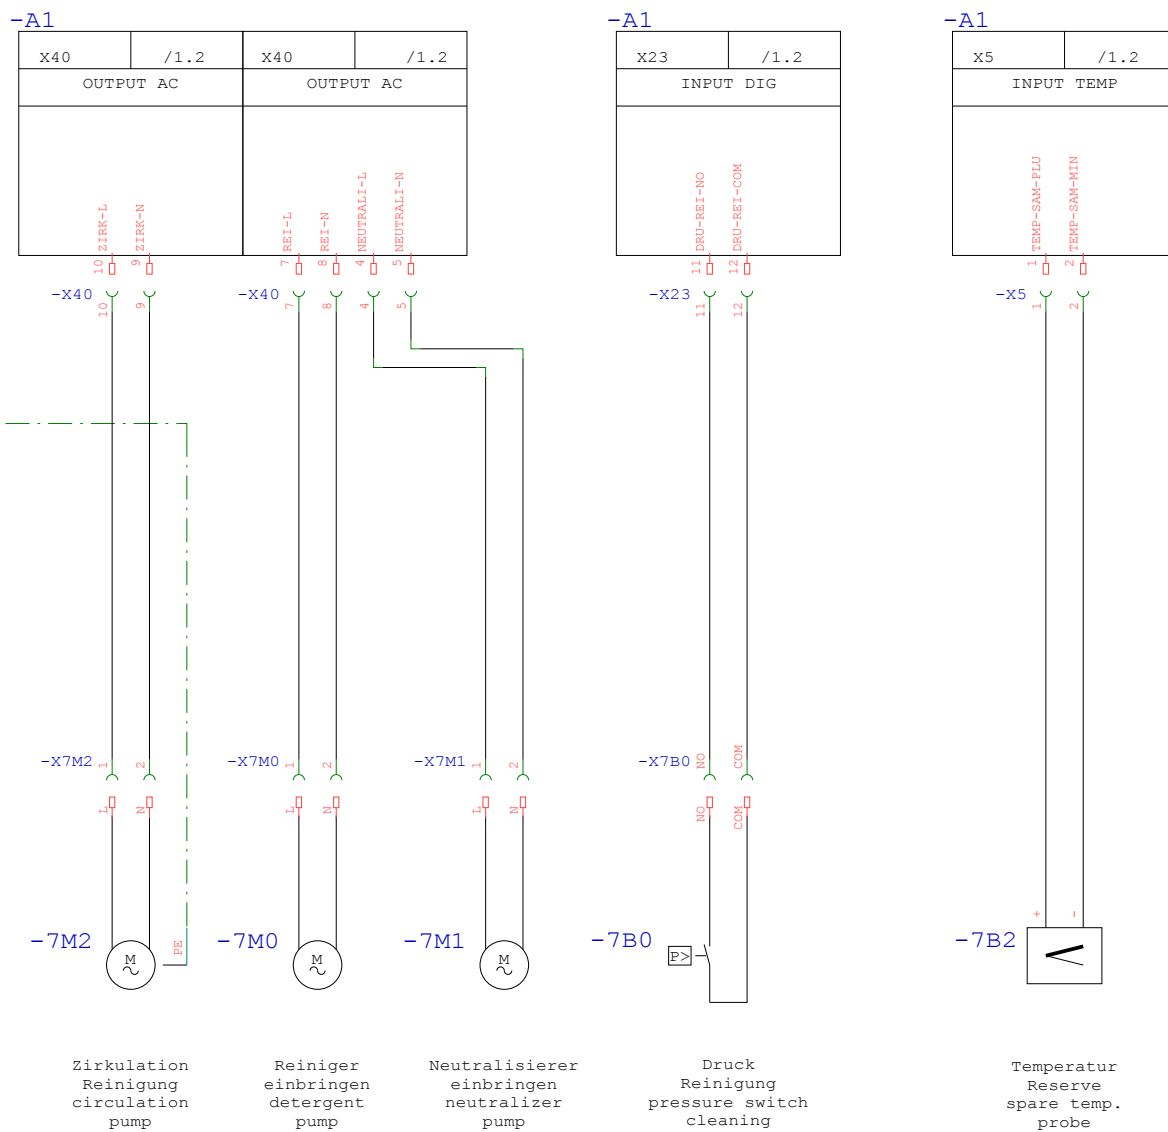 -A1
-A1
-A1
X40 /1.2 X40 /1.2
X23 /1.2
X5 /1.2
OUTPUT AC
OUTPUT AC
INPUT DIG
INPUT TEMP
10 ZIRK-L
9 ZIRK-N
7 REI-L
8 REI-N
4 NEUTRALI-L
5 NEUTRALI-N
11 DRU-REI-NO
12 DRU-REI-COM
1 TEMP-SAM-PLU
2 TEMP-SAM-MIN
-X40
10
9
-X40
7
8
4
5
-X23
11
12
-X5
1
2
-X7M2
1
2
-X7M0
1
2
-X7M1
1
2
-X7B0
NO
COM
L
N
L
N
L
N
NO
COM
-7M2
M
PE
-7M0
M
-7M1
M
-7B0
P>
-7B2
+
-
Zirkulation
Reinigung
circulation
pump
Reiniger
einbringen
detergent
pump
Neutralisierer
einbringen
neutralizer
pump
Druck
Reinigung
pressure switch
cleaning
Temperatur
Reserve
spare temp.
probe